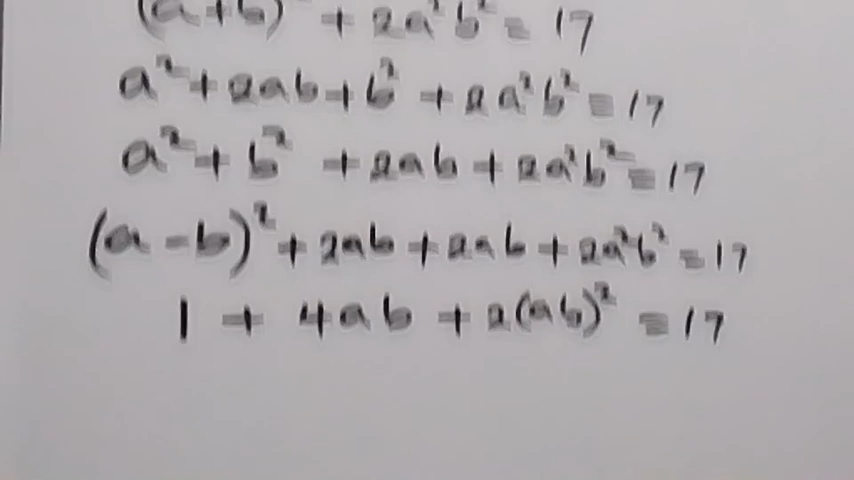 (a+b)² + 2a²b² = 17
a² + 2ab + b² + 2a²b² = 17
a² + b² + 2ab + 2a²b² = 17
(a - b)² + 2ab + 2ab + 2a²b² = 17
1 + 4ab + 2(ab)² = 17